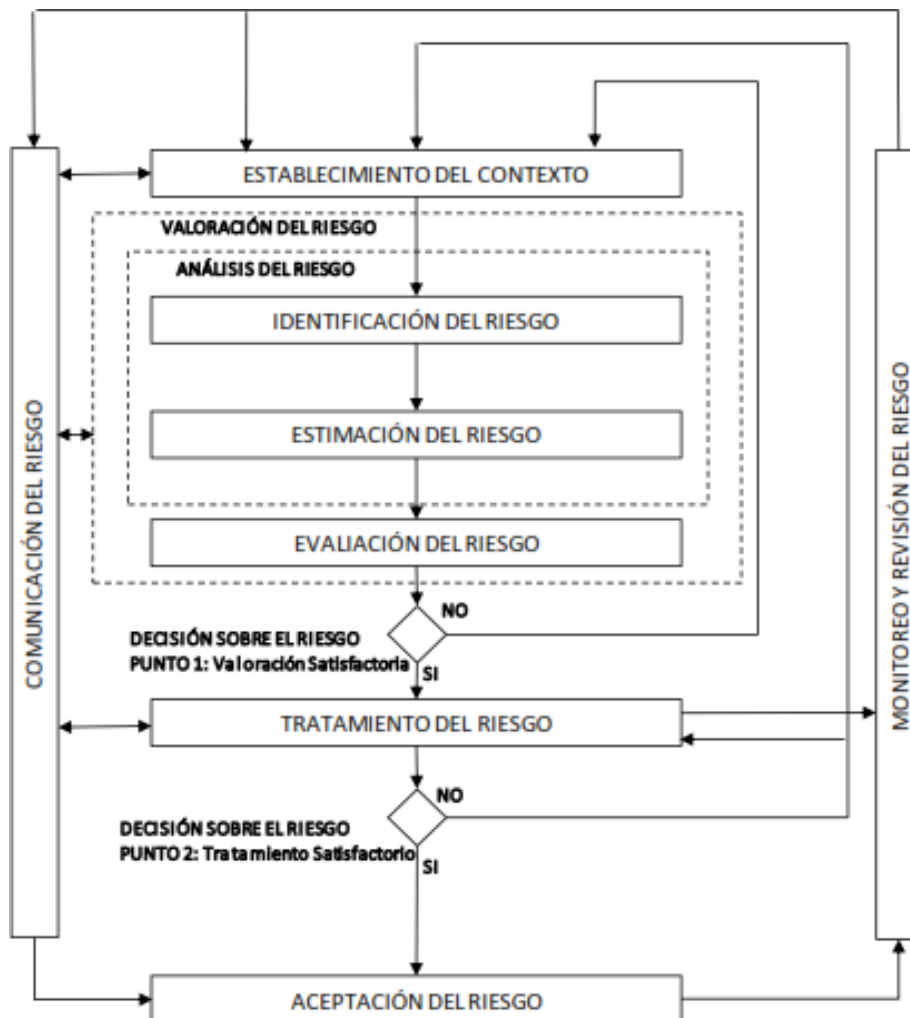 ESTABLECIMIENTO DEL CONTEXTO
VALORACIÓN DEL RIESGO
ANÁLISIS DEL RIESGO
IDENTIFICACIÓN DEL RIESGO
ESTIMACIÓN DEL RIESGO
EVALIACIÓN DEL RIESGO
NO
DECISIÓN SOBRE EL RIESGO
PUNTO 1: Valoración Satisfactoria
SI
TRATAMIENTO DEL RIESGO
NO
DECISIÓN SOBRE EL RIESGO
PUNTO 2: Tratamiento Satisfactorio
SI
ACEPTACIÓN DEL RIESGO
COMUNICACIÓN DEL RIESGO
MONITOREO Y REVISIÓN DEL RIESGO